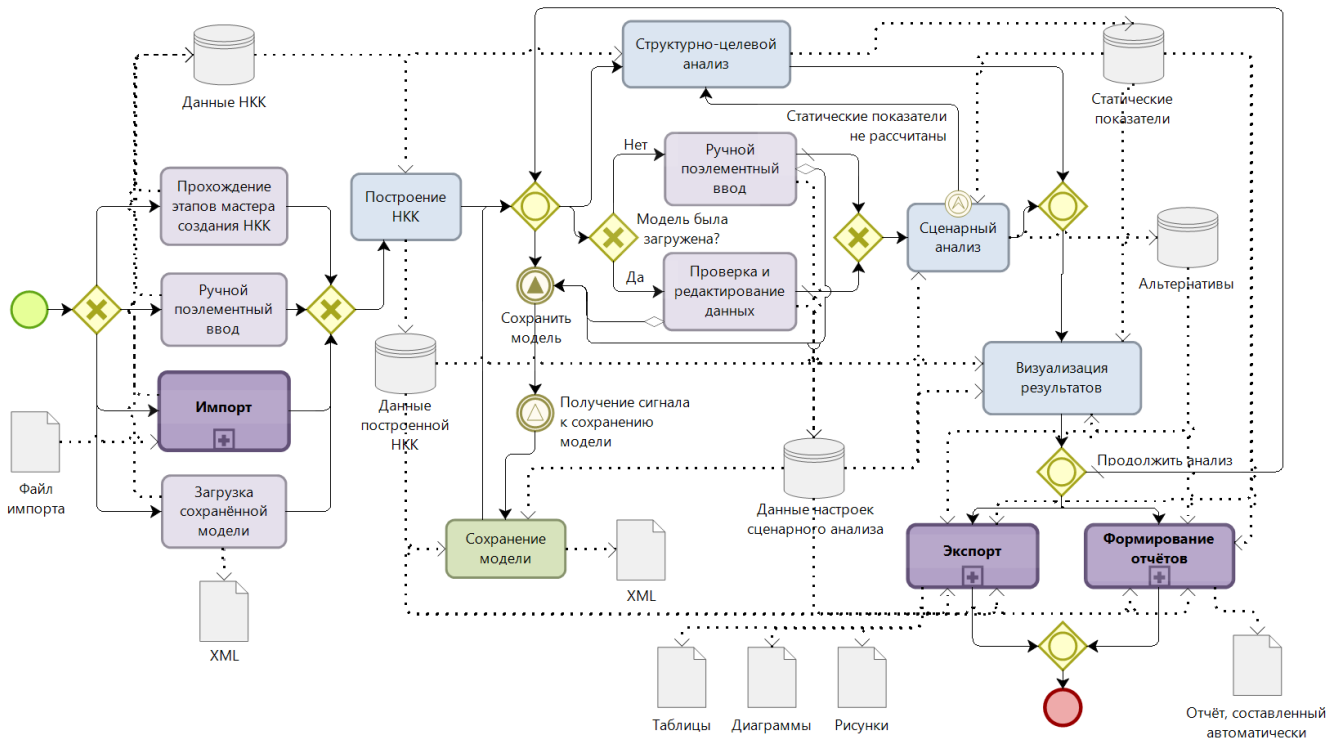 Структурно-целевой
анализ
Данные НКК
Статические
показатели
Статические показатели
не рассчитаны
Прохождение
этапов мастера
создания НКК
Построение
НКК
Нет
Ручной
поэлементный
ввод
Модель была
загружена?
Сценарный
анализ
Да
Проверка и
редактирование
данных
Альтернативы
Ручной
поэлементный
ввод
Сохранить
модель
Визуализация
результатов
Импорт
Данные
построенной
НКК
Получение сигнала
к сохранению
модели
Продолжить анализ
Файл
импорта
Загрузка
сохранённой
модели
Данные настроек
сценарного анализа
Сохранение
модели
Экспорт
Формирование
отчётов
XML
XML
Таблицы
Диаграммы
Рисунки
Отчёт, составленный
автоматически